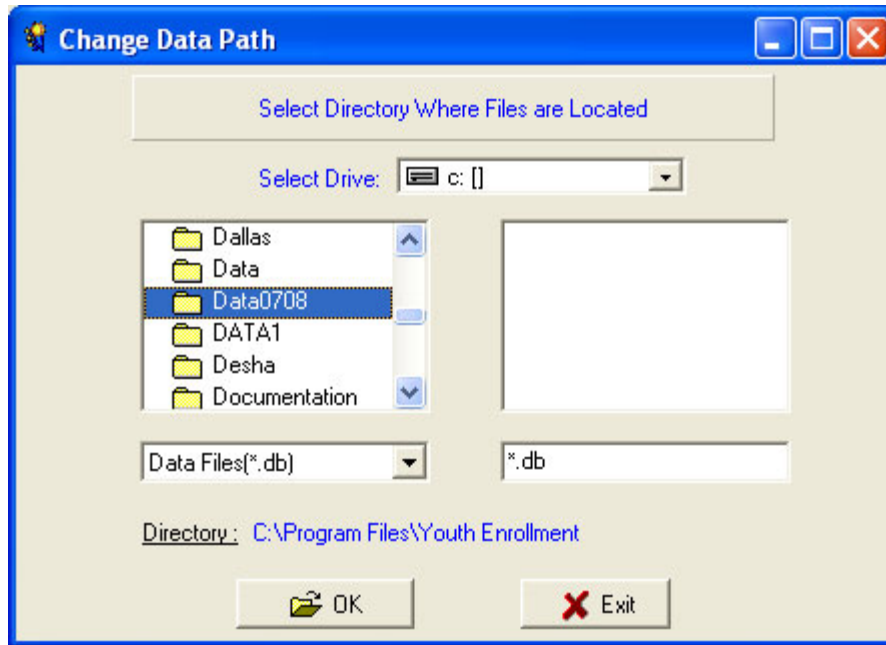 Change Data Path
Select Directory Where Files are Located
Select Drive: c: []
Dallas
Data
Data0708
DATA1
Desha
Documentation
Data Files(*.db)
*.db
Directory : C:\Program Files\Youth Enrollment
OK
Exit